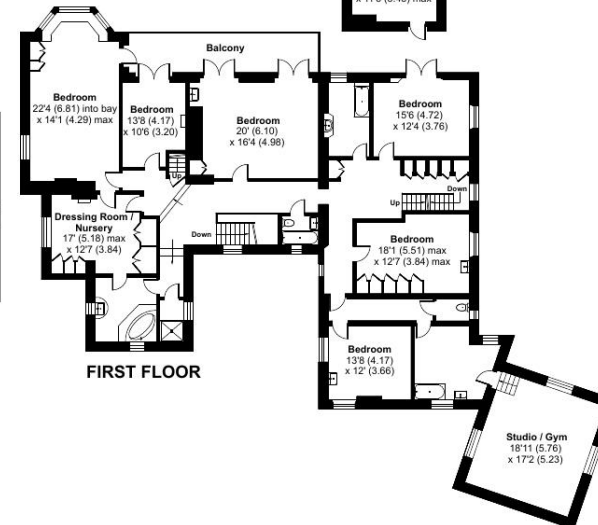 Balcony
Bedroom
22'4 (6.81) into bay
x 14'1 (4.29) max
Bedroom
13'8 (4.17)
x 10'6 (3.20)
Bedroom
20' (6.10)
x 16'4 (4.98)
Bedroom
15'6 (4.72)
x 12'4 (3.76)
Up
Down
Up
Dressing Room /
Nursery
17' (5.18) max
x 12'7 (3.84)
Down
Bedroom
18'1 (5.51) max
x 12'7 (3.84) max
Bedroom
13'8 (4.17)
x 12' (3.66)
FIRST FLOOR
Studio / Gym
18'11 (5.76)
x 17'2 (5.23)